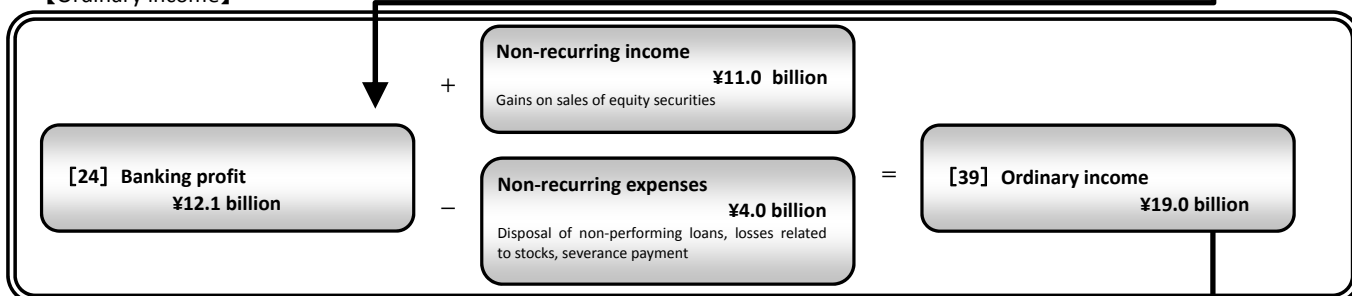 【Ordinary income】
Non-recurring income
¥11.0 billion
Gains on sales of equity securities
+
[24] Banking profit
¥12.1 billion
−
Non-recurring expenses
¥4.0 billion
Disposal of non-performing loans, losses related
to stocks, severance payment
=
[39] Ordinary income
¥19.0 billion